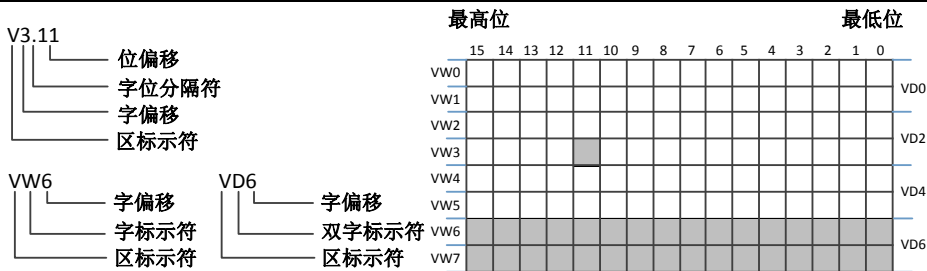 V3.11
位偏移
字位分隔符
字偏移
区标示符
VW6
字偏移
字标示符
区标示符
VD6
字偏移
双字标示符
区标示符
最高位 最低位
15 14 13 12 11 10 9 8 7 6 5 4 3 2 1 0
VW0
VW1
VD0
VW2
VW3
VD2
VW4
VW5
VD4
VW6
VW7
VD6